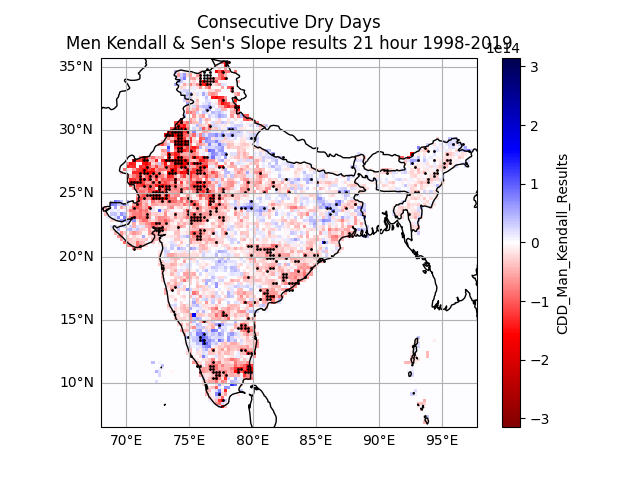 Consecutive Dry Days
Men Kendall & Sen's Slope results 21 hour 1998-2019
1e14
35°N
30°N
25°N
20°N
15°N
10°N
70°E 75°E 80°E 85°E 90°E 95°E
3
2
1
0
−1
−2
−3
CDD_Man_Kendall_Results